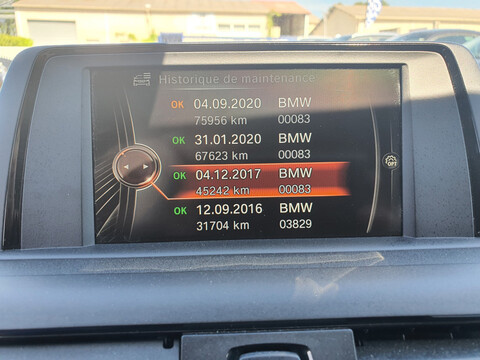 Historique de maintenance
OK 04.09.2020 BMW
75956 km 00083
OK 31.01.2020 BMW
67623 km 00083
OK 04.12.2017 BMW
45242 km 00083
OK 12.09.2016 BMW
31704 km 03829
OPT